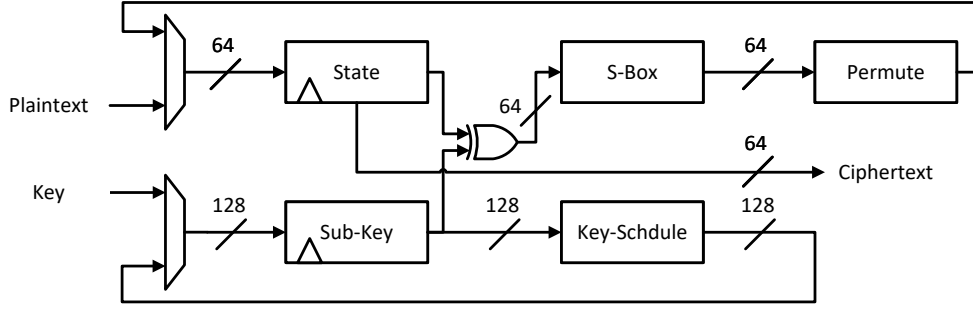 64
State
S-Box
64
Permute
Plaintext
64
64
Ciphertext
Key
128
Sub-Key
128
Key-Schdule
128